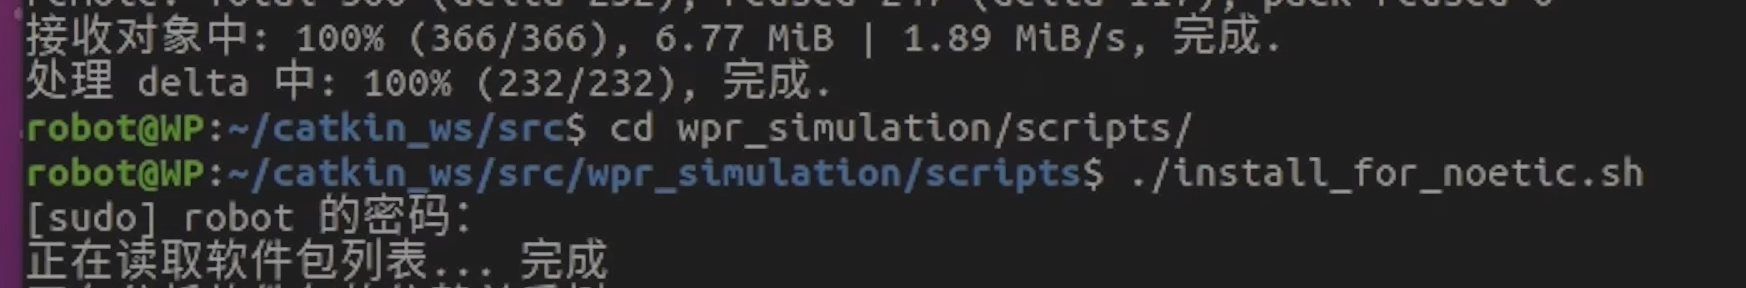 接收对象中: 100% (366/366), 6.77 MiB | 1.89 MiB/s, 完成.
处理 delta 中: 100% (232/232), 完成.
robot@WP:~/catkin_ws/src$ cd wpr_simulation/scripts/
robot@WP:~/catkin_ws/src/wpr_simulation/scripts$ ./install_for_noetic.sh
[sudo] robot 的密码：
正在读取软件包列表... 完成